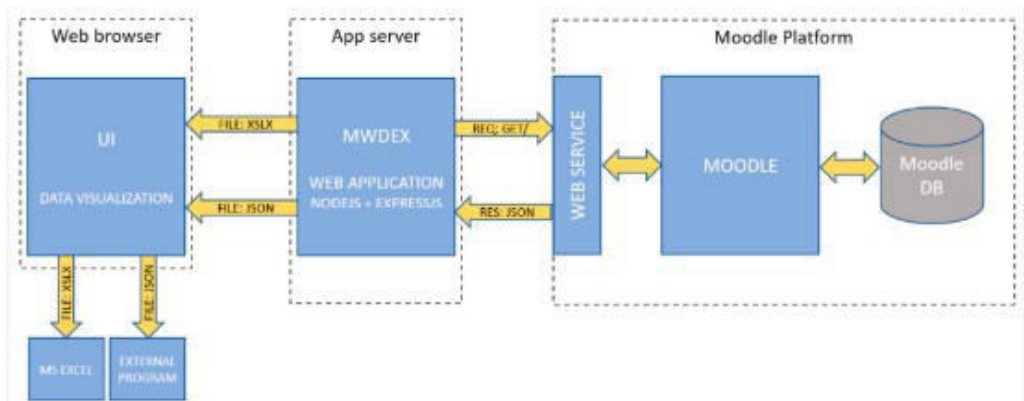 Web browser
App server
Moodle Platform
UI
DATA VISUALIZATION
FILE: XSLX
FILE: JSON
MWDEX
WEB APPLICATION
NODEJS + EXPRESSJS
REQ: GET/
RES: JSON
WEB SERVICE
MOODLE
Moodle
DB
FILE: XSLX
FILE: JSON
MS EXCEL
EXTERNAL
PROGRAM